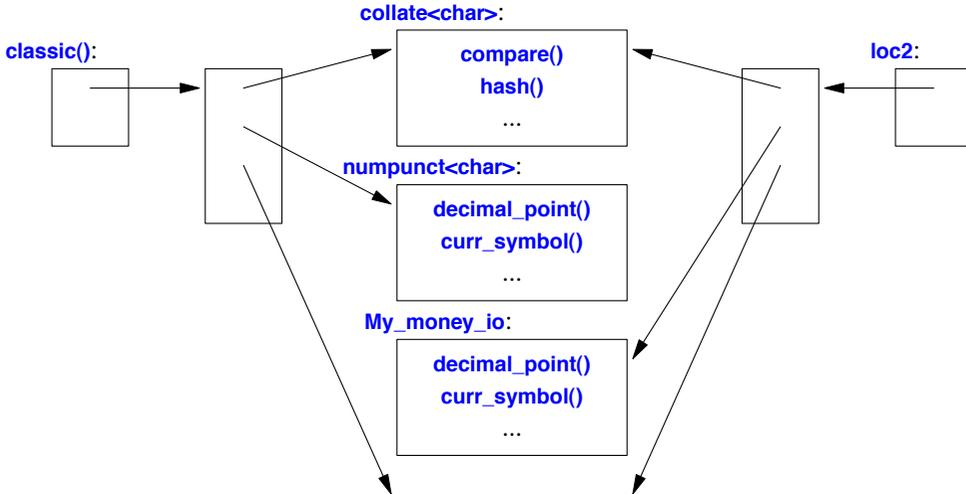 collate<char>:
classic():
loc2:
compare()
hash()
...
numpunct<char>:
decimal_point()
curr_symbol()
...
My_money_io:
decimal_point()
curr_symbol()
...